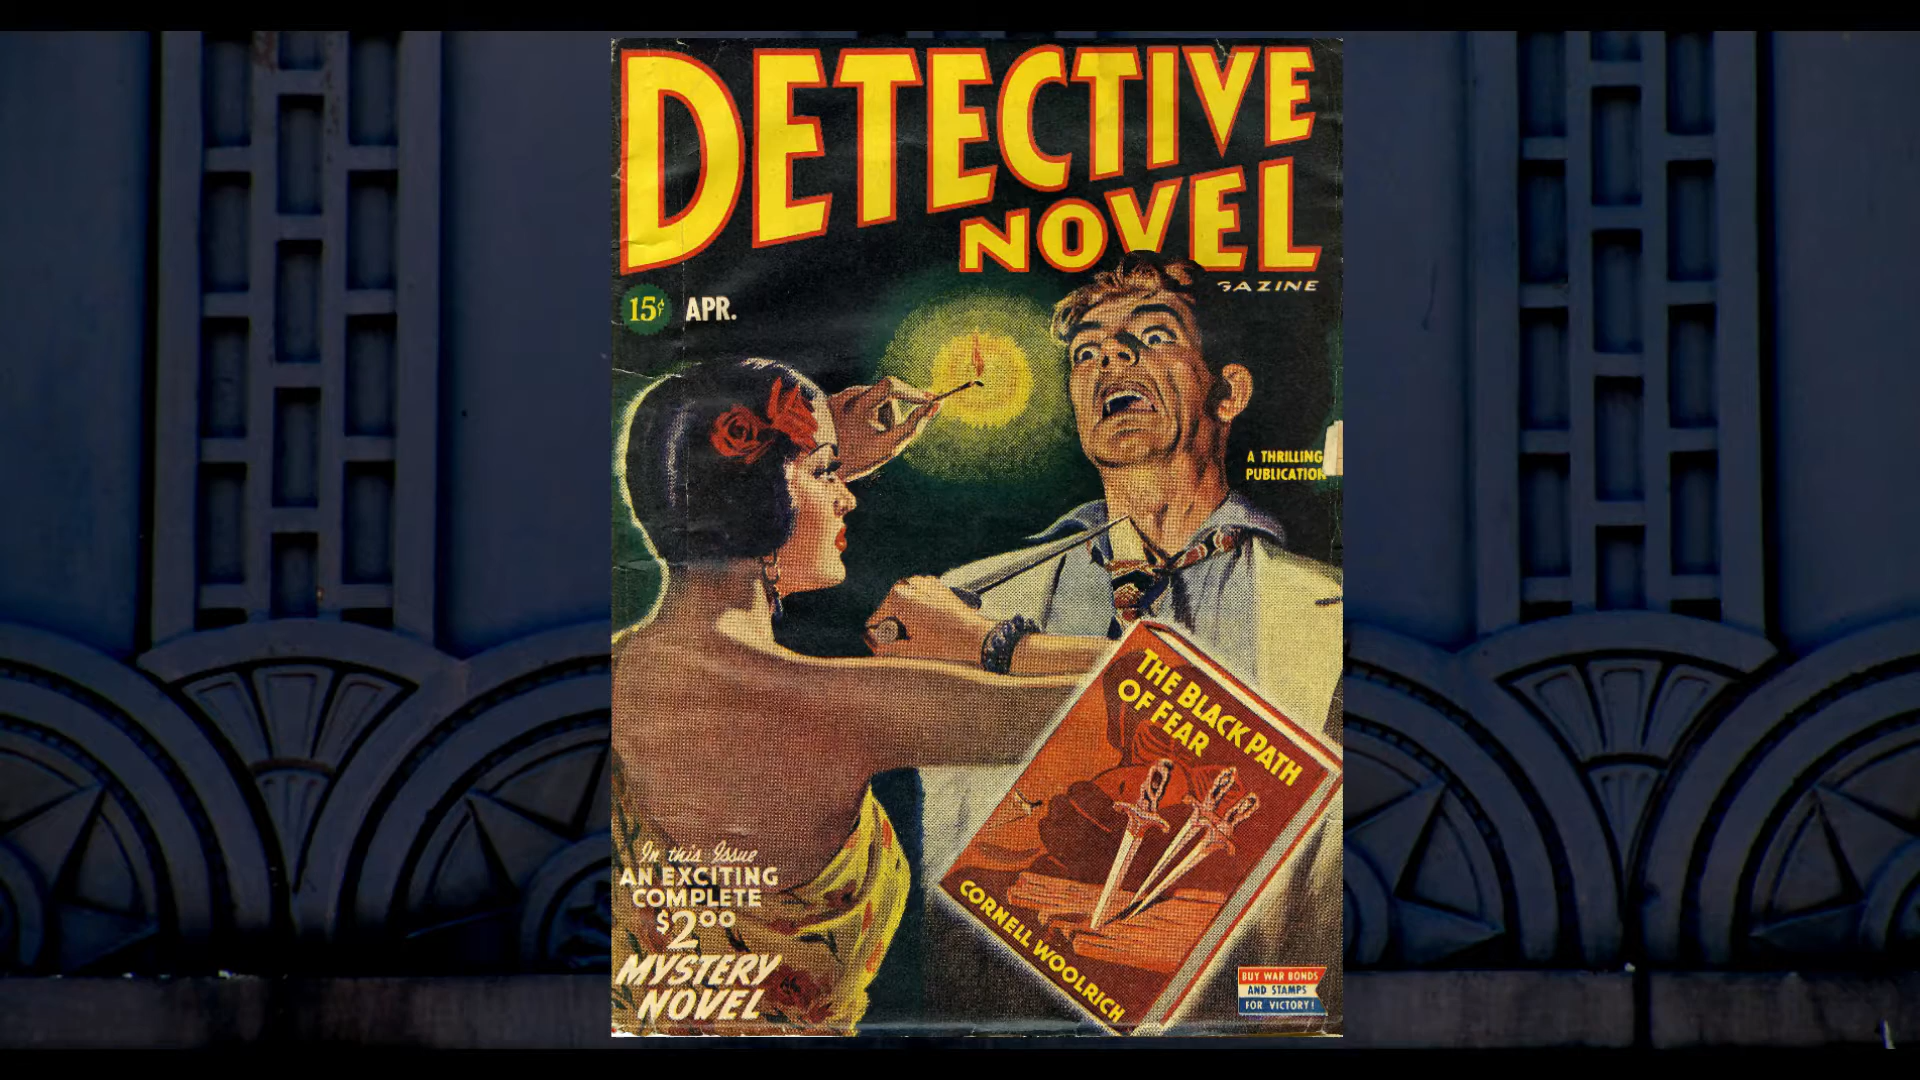 DETECTIVE
NOVEL
GAZINE
15¢ APR.
A THRILLING
PUBLICATION
THE BLACK PATH
OF FEAR
CORNELL WOOLRICH
In this Issue
AN EXCITING
COMPLETE
$2.00
MYSTERY
NOVEL
BUY WAR BONDS
AND STAMPS
FOR VICTORY!